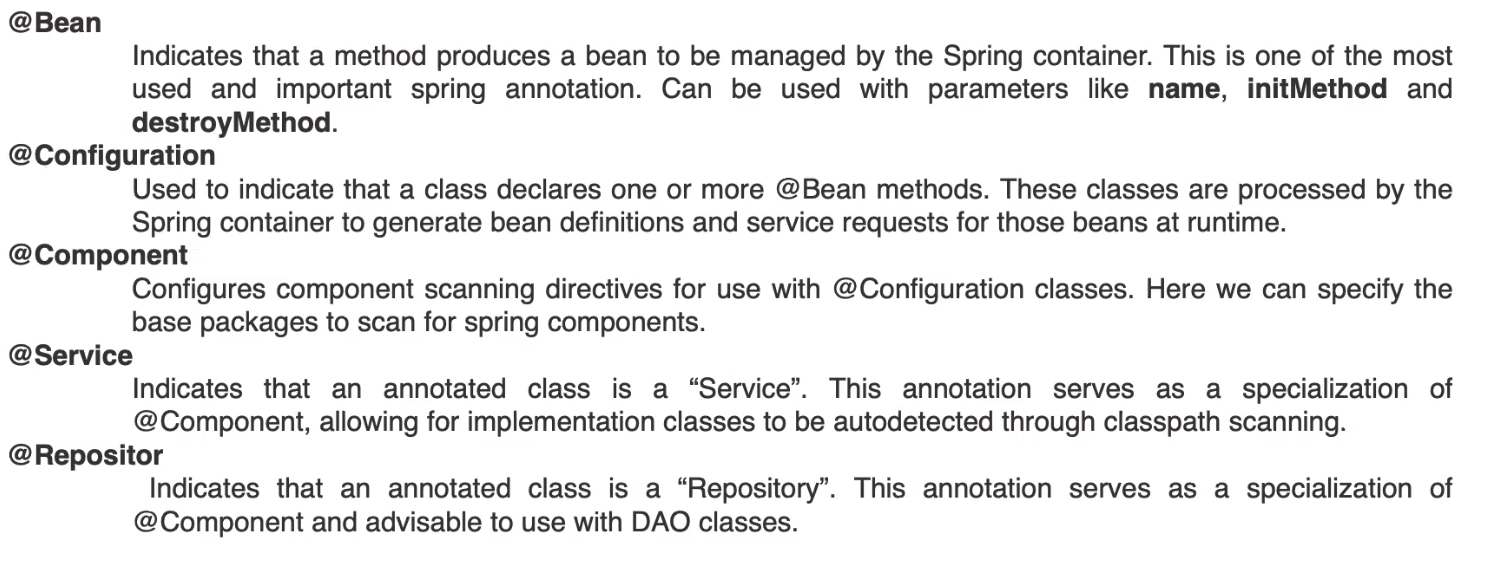 @Bean
Indicates that a method produces a bean to be managed by the Spring container. This is one of the most
used and important spring annotation. Can be used with parameters like name, initMethod and
destroyMethod.
@Configuration
Used to indicate that a class declares one or more @Bean methods. These classes are processed by the
Spring container to generate bean definitions and service requests for those beans at runtime.
@Component
Configures component scanning directives for use with @Configuration classes. Here we can specify the
base packages to scan for spring components.
@Service
Indicates that an annotated class is a “Service”. This annotation serves as a specialization of
@Component, allowing for implementation classes to be autodetected through classpath scanning.
@Repositor
Indicates that an annotated class is a “Repository”. This annotation serves as a specialization of
@Component and advisable to use with DAO classes.